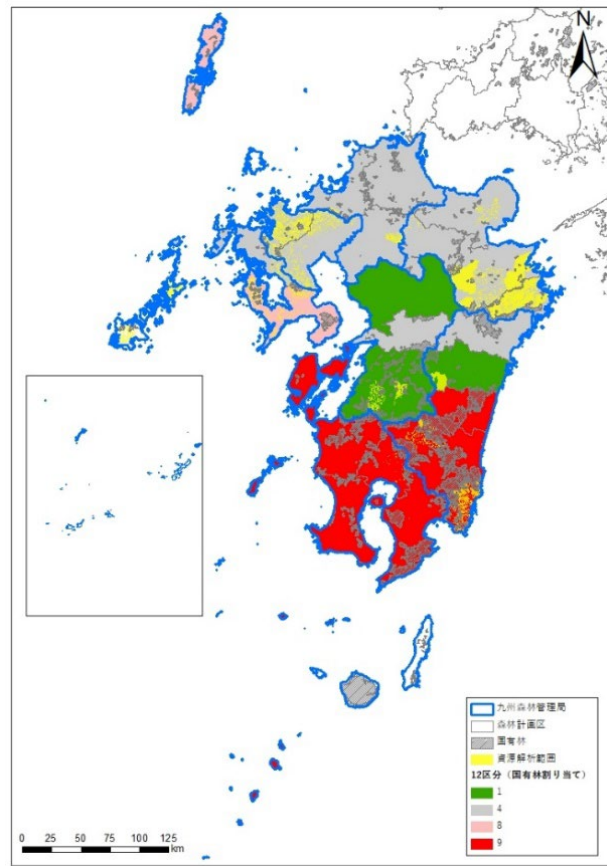 N
九州森林管理局
森林計画区
国有林
資源解析範囲
12区分（国有林割り当て）
1
4
8
9
0 25 50 75 100 125
km